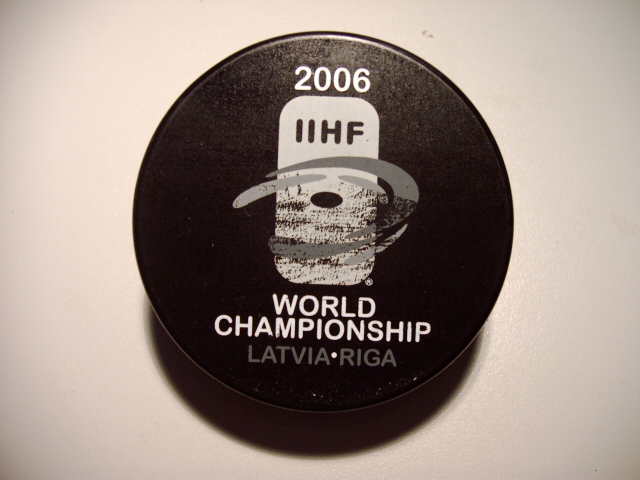 2006
IIHF
®
WORLD
CHAMPIONSHIP
LATVIA•RIGA